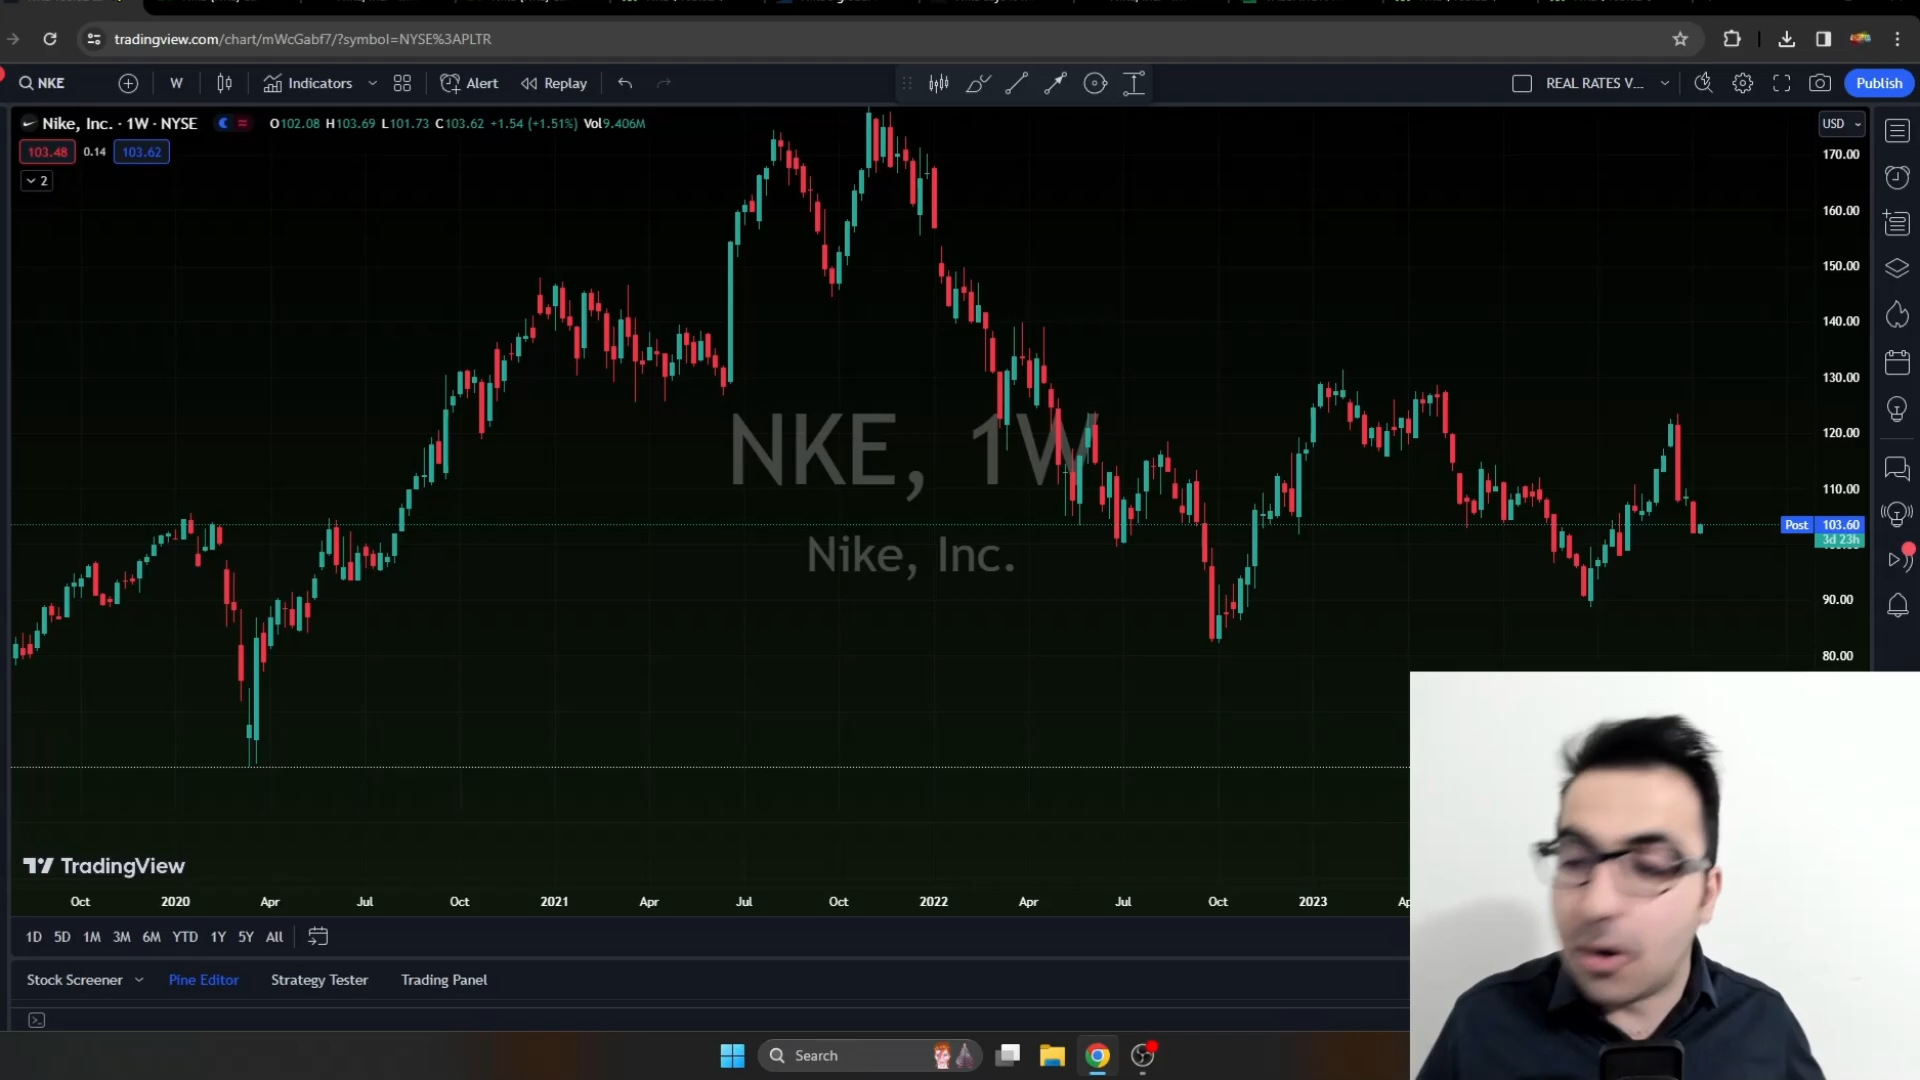 tradingview.com/chart/mWcGabf7/?symbol=NYSE%3APLTR
NKE W Indicators Alert Replay REAL RATES V... Publish
Nike, Inc. · 1W · NYSE O102.08 H103.69 L101.73 C103.62 +1.54 (+1.51%) Vol9.406M USD
103.48 0.14 103.62
2
170.00
160.00
150.00
140.00
130.00
120.00
110.00
Post 103.60
3d 23h
90.00
80.00
NKE, 1W
Nike, Inc.
TradingView
Oct 2020 Apr Jul Oct 2021 Apr Jul Oct 2022 Apr Jul Oct 2023
1D 5D 1M 3M 6M YTD 1Y 5Y All
Stock Screener Pine Editor Strategy Tester Trading Panel
Search